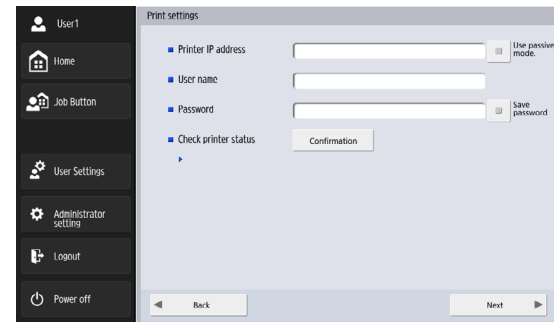 User1
Home
Job Button
User Settings
Administrator
setting
Logout
Power off
Print settings
Printer IP address
Use passive
mode.
User name
Password
Save
password
Check printer status
Confirmation
Back
Next